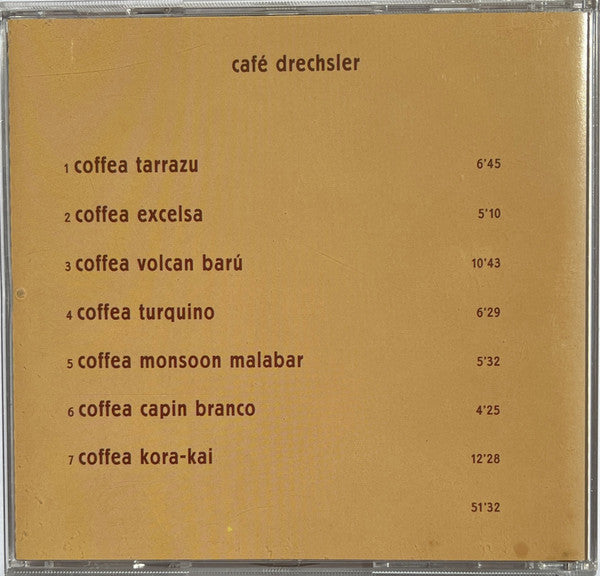 café drechsler
1 coffea tarrazu 6'45
2 coffea excelsa 5'10
3 coffea volcan barú 10'43
4 coffea turquino 6'29
5 coffea monsoon malabar 5'32
6 coffea capin branco 4'25
7 coffea kora-kai 12'28
51'32